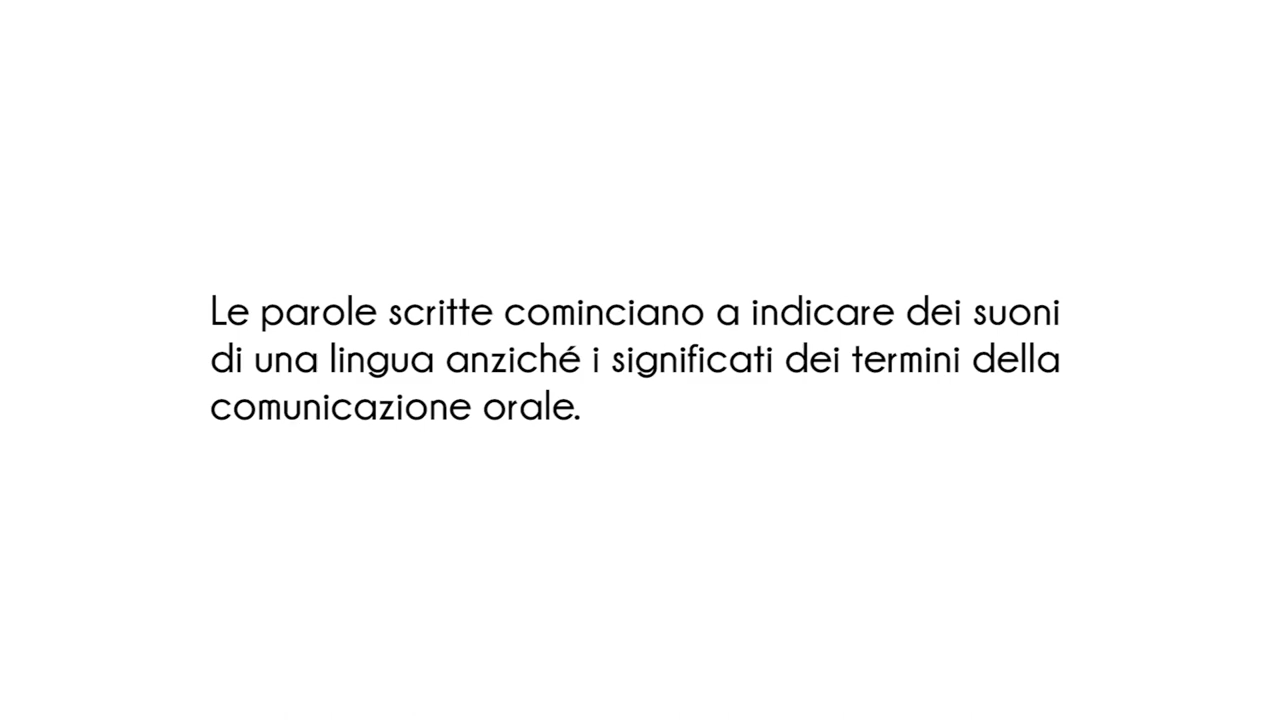 Le parole scritte cominciano a indicare dei suoni
di una lingua anziché i significati dei termini della
comunicazione orale.